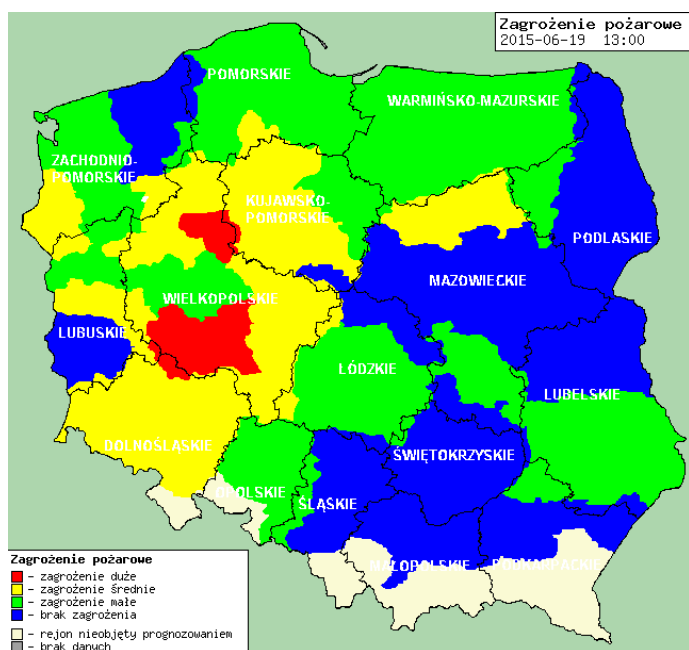 Zagrożenie pożarowe
2015-06-19 13:00
POMORSKIE
WARMIŃSKO-MAZURSKIE
ZACHODNIO-
POMORSKIE
KUJAWSKO-
POMORSKIE
PODLASKIE
MAZOWIECKIE
WIELKOPOLSKIE
LUBUSKIE
ŁÓDZKIE
LUBELSKIE
DOLNOŚLĄSKIE
ŚWIĘTOKRZYSKIE
OPOLSKIE
ŚLĄSKIE
MAŁOPOLSKIE
PODKARPACKIE
Zagrożenie pożarowe
- zagrożenie duże
- zagrożenie średnie
- zagrożenie małe
- brak zagrożenia
- rejon nieobjęty prognozowaniem
- brak danych